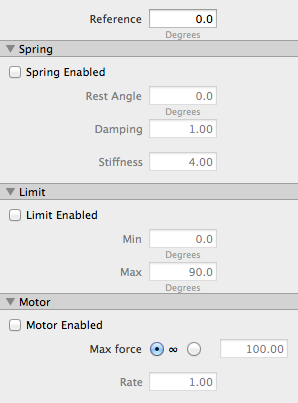 Reference 0.0
Degrees
Spring
Spring Enabled
Rest Angle 0.0
Degrees
Damping 1.00
Stiffness 4.00
Limit
Limit Enabled
Min 0.0
Degrees
Max 90.0
Degrees
Motor
Motor Enabled
Max force ∞ 100.00
Rate 1.00